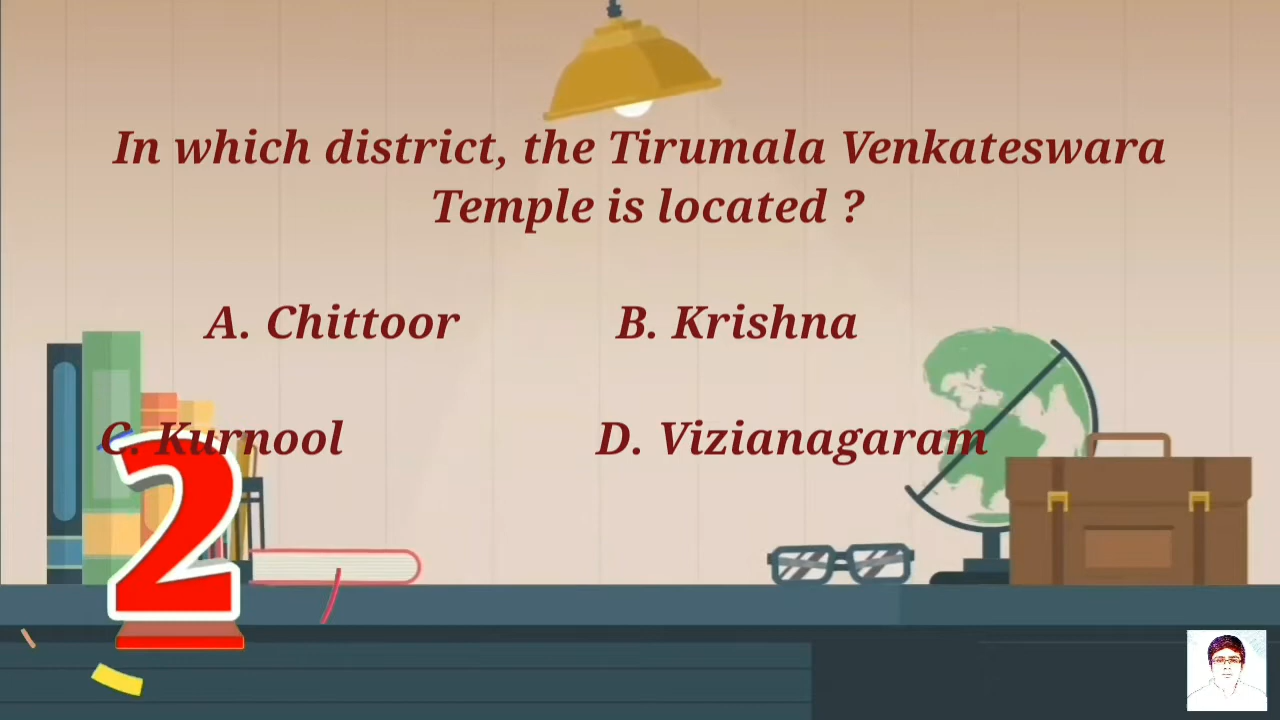 In which district, the Tirumala Venkateswara
Temple is located ?
A. Chittoor B. Krishna
C. Kurnool D. Vizianagaram
2